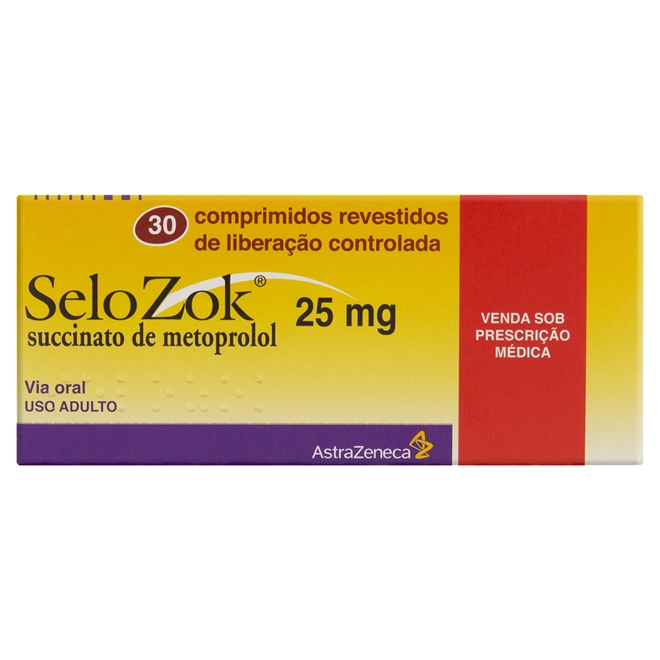 30
comprimidos revestidos
de liberação controlada
SeloZok®
25 mg
succinato de metoprolol
Via oral
USO ADULTO
AstraZeneca
VENDA SOB
PRESCRIÇÃO
MÉDICA